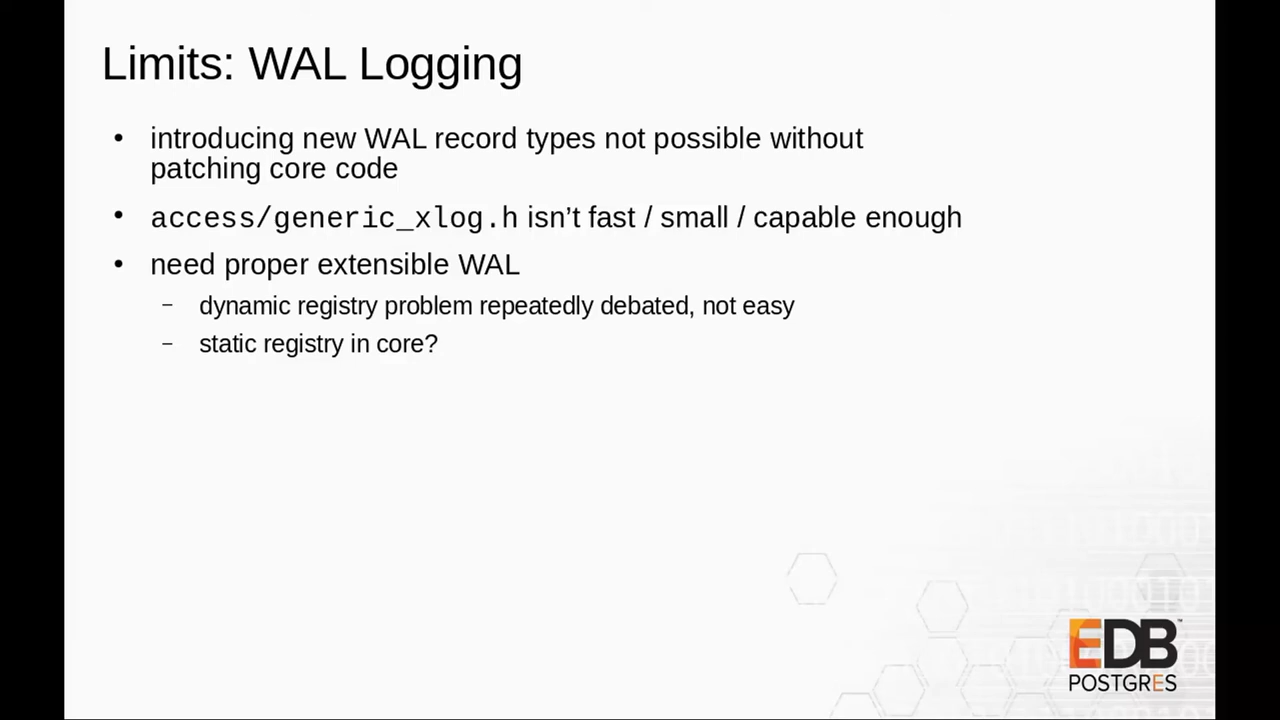 Limits: WAL Logging
• introducing new WAL record types not possible without
patching core code
• access/generic_xlog.h isn’t fast / small / capable enough
• need proper extensible WAL
– dynamic registry problem repeatedly debated, not easy
– static registry in core?
EDB™
POSTGRES